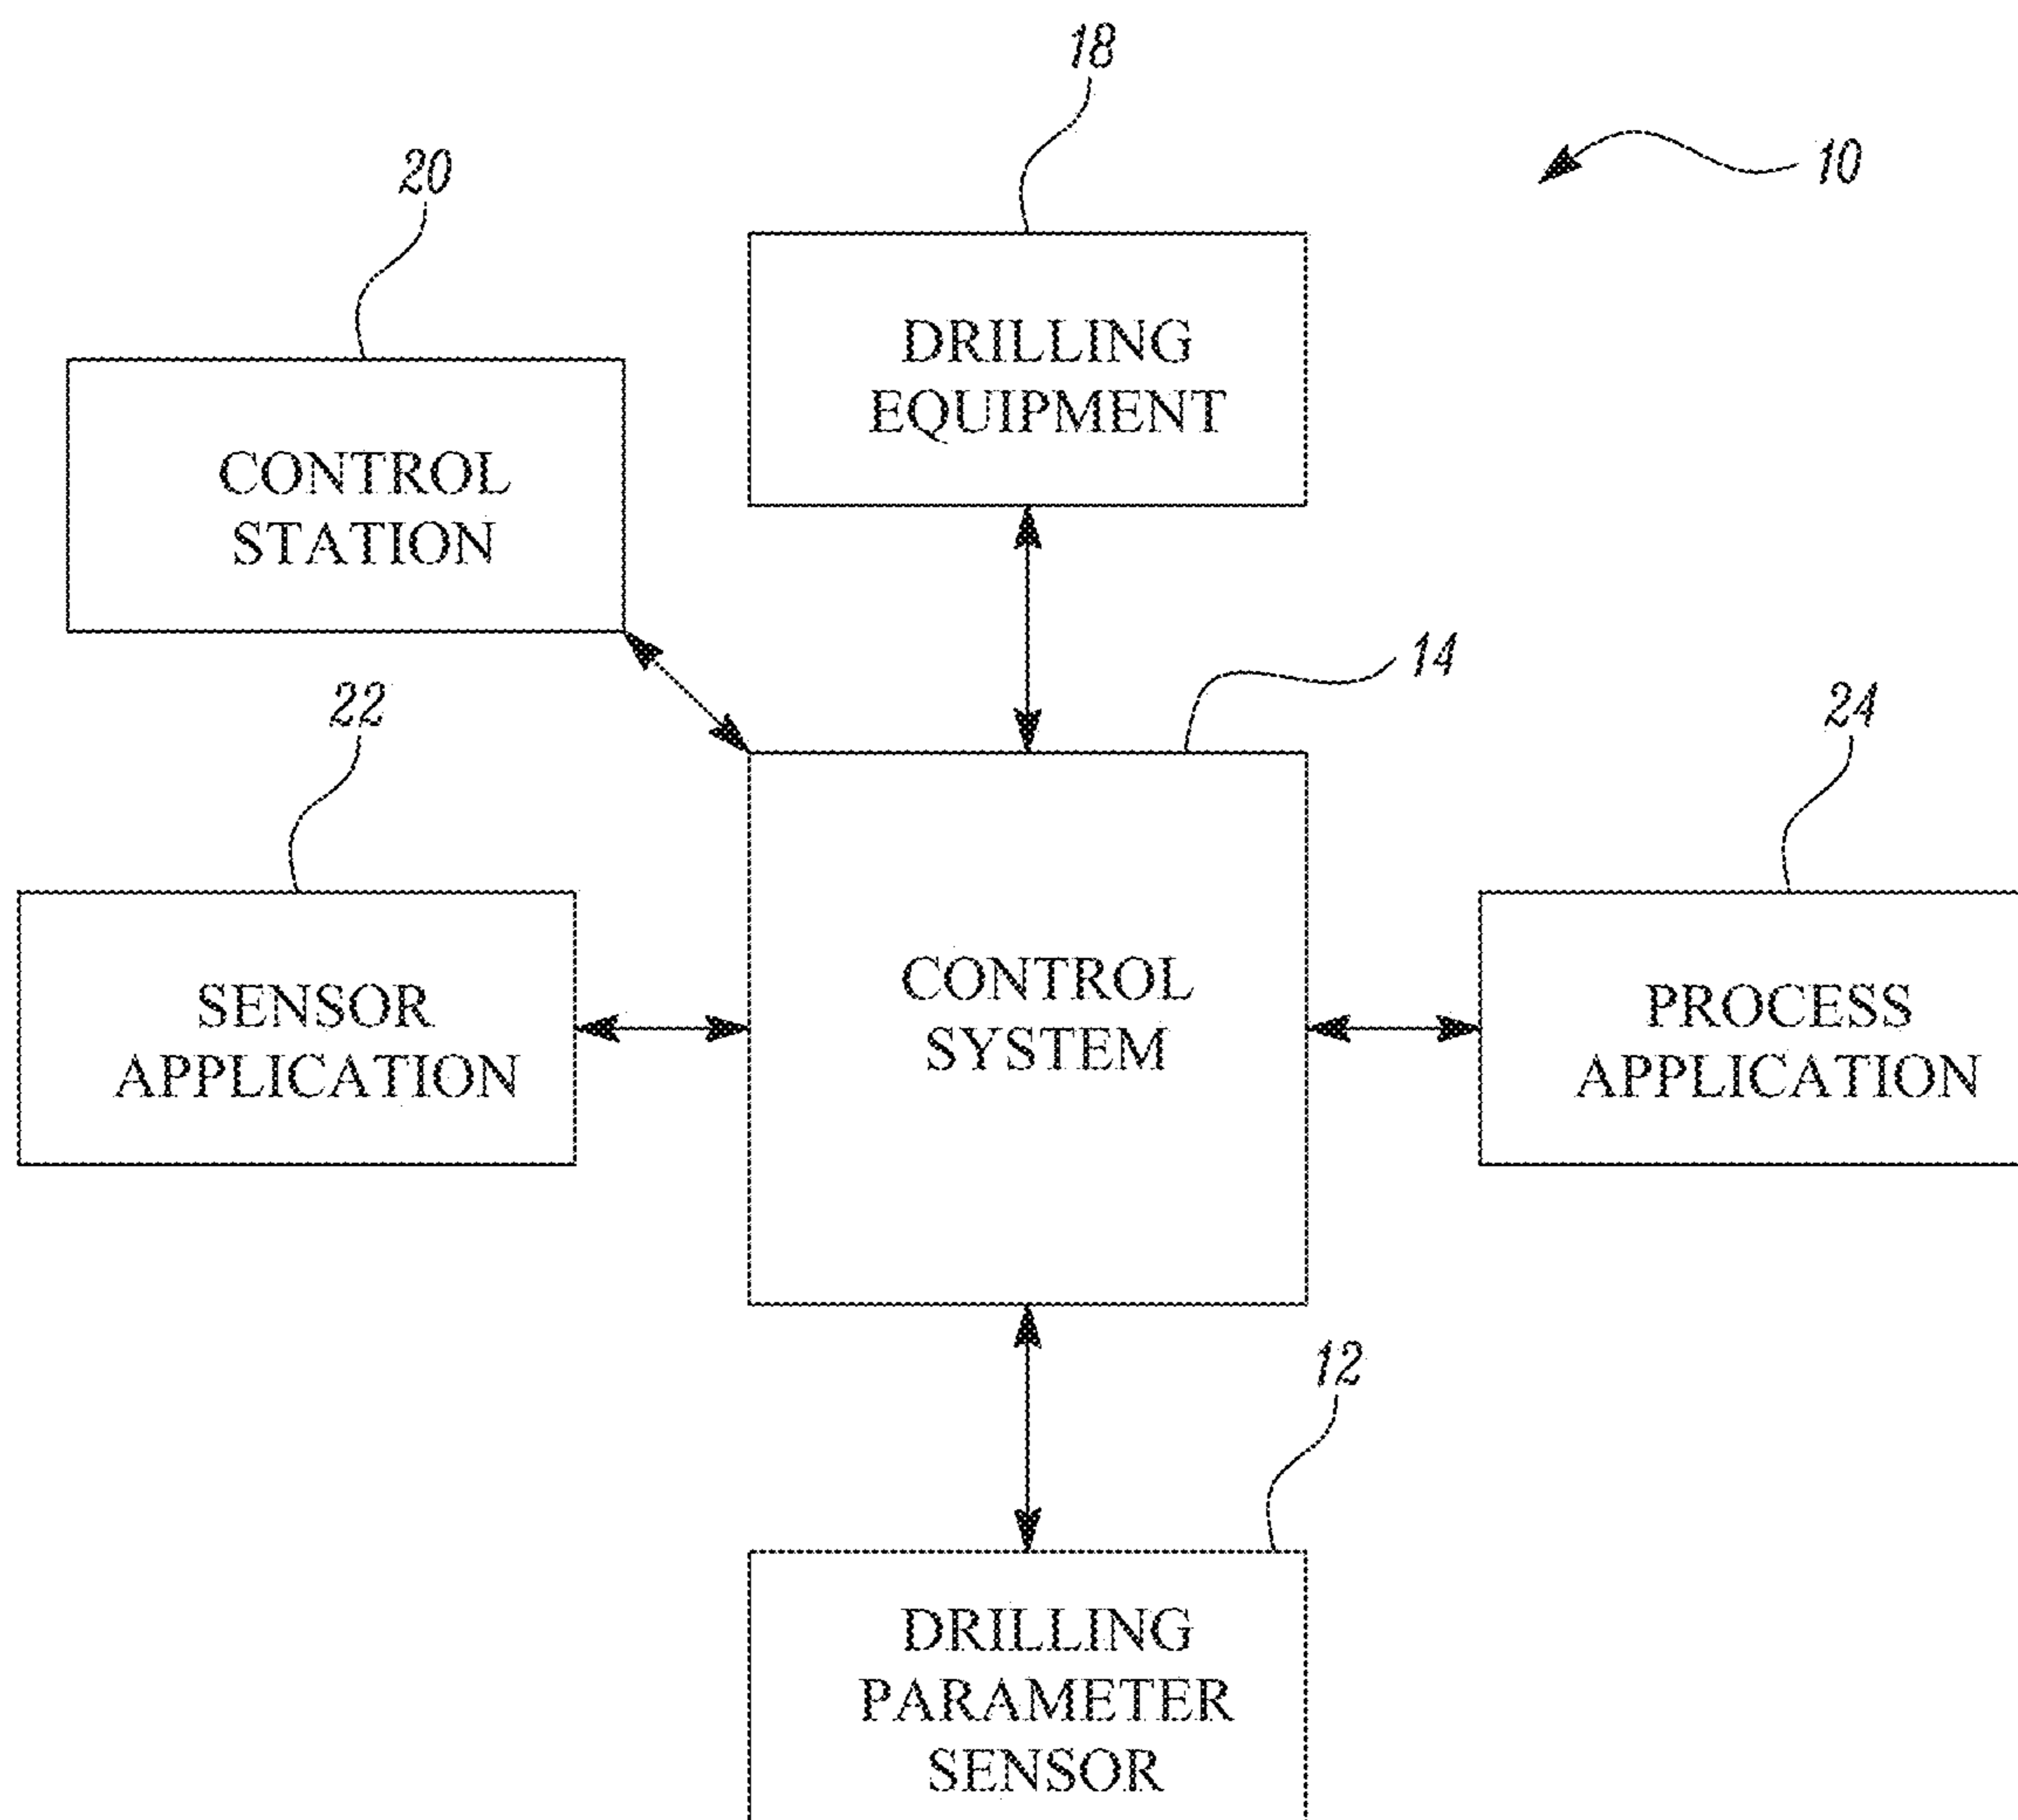 18
10
20
DRILLING
EQUIPMENT
CONTROL
STATION
14
22
24
CONTROL
SYSTEM
SENSOR
APPLICATION
PROCESS
APPLICATION
12
DRILLING
PARAMETER
SENSOR